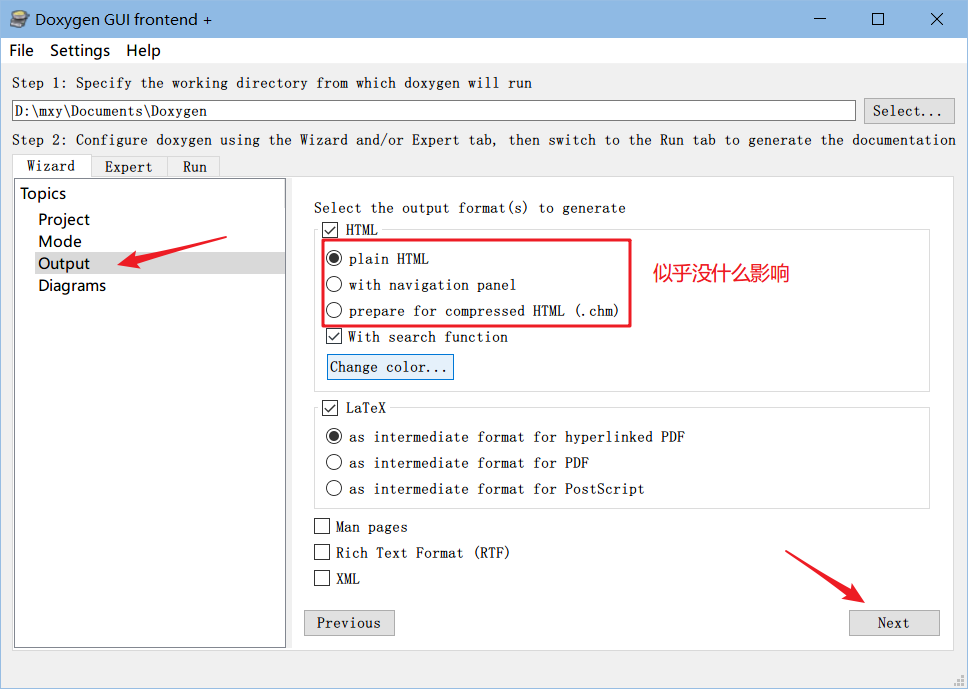 Doxygen GUI frontend +
File Settings Help
Step 1: Specify the working directory from which doxygen will run
D:\mxy\Documents\Doxygen
Select...
Step 2: Configure doxygen using the Wizard and/or Expert tab, then switch to the Run tab to generate the documentation
Wizard Expert Run
Topics
Project
Mode
Output
Diagrams
Select the output format(s) to generate
HTML
plain HTML
with navigation panel
prepare for compressed HTML (.chm)
似乎没什么影响
With search function
Change color...
LaTeX
as intermediate format for hyperlinked PDF
as intermediate format for PDF
as intermediate format for PostScript
Man pages
Rich Text Format (RTF)
XML
Previous
Next